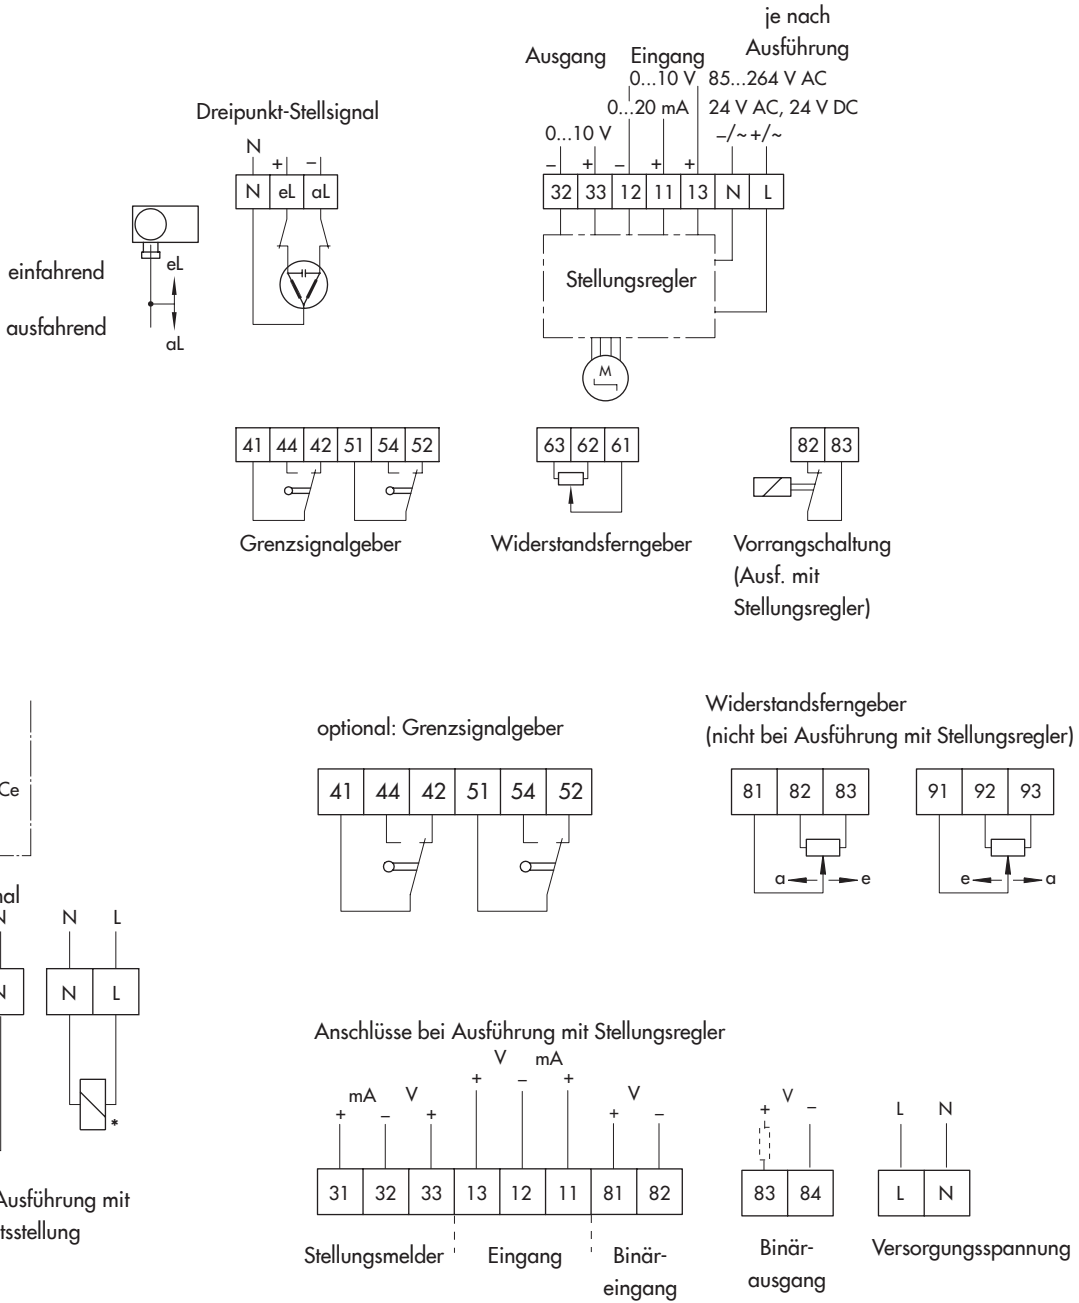 je nach
Ausführung
Ausgang Eingang
0...10 V 85...264 V AC
0...20 mA 24 V AC, 24 V DC
0...10 V –/~ +/~
– + – + +
32 33 12 11 13 N L
Stellungsregler
M
Dreipunkt-Stellsignal
N
+ –
N eL aL
einfahrend
eL
ausfahrend
aL
41 44 42 51 54 52
Grenzsignalgeber
63 62 61
Widerstandsferngeber
82 83
Vorrangschaltung
(Ausf. mit
Stellungsregler)
Ce
nal
N N L
N N L
*
Ausführung mit
tsstellung
optional: Grenzsignalgeber
41 44 42 51 54 52
Widerstandsferngeber
(nicht bei Ausführung mit Stellungsregler)
81 82 83
a e
91 92 93
e a
Anschlüsse bei Ausführung mit Stellungsregler
V mA
+ – +
mA V
+ – +
V
+ –
31 32 33 13 12 11 81 82
Stellungsmelder Eingang Binär-
eingang
V
+ –
83 84
Binär-
ausgang
L N
L N
Versorgungsspannung